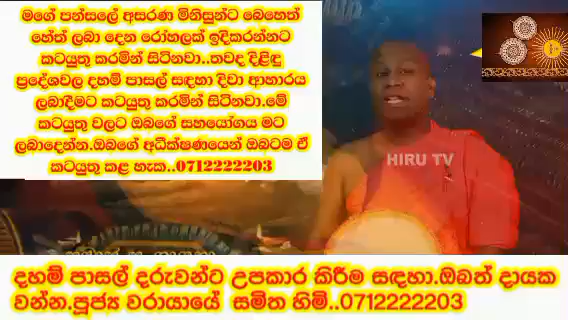 මගේ පන්සලේ අසරණ මිනිසුන්ට බෙහෙත්
හේත් ලබා දෙන රෝහලක් ඉදිකරන්නට
කටයුතු කරමින් සිටිනවා..තවද දිළිඳු
ප්‍රදේශවල දහම් පාසල් සඳහා දිවා ආහාරය
ලබාදීමට කටයුතු කරමින් සිටිනවා.මේ
කටයුතු වලට ඔබගේ සහයෝගය මට
ලබාදෙන්න.ඔබගේ අධීක්ෂණයෙන් ඔබටම ඒ
කටයුතු කළ හැක..0712222203
HIRU TV
දහම් පාසල් දරුවන්ට උපකාර කිරීම සඳහා.ඔබත් දායක
වන්න.පූජ්‍ය වරායායේ සමිත හිමි..0712222203